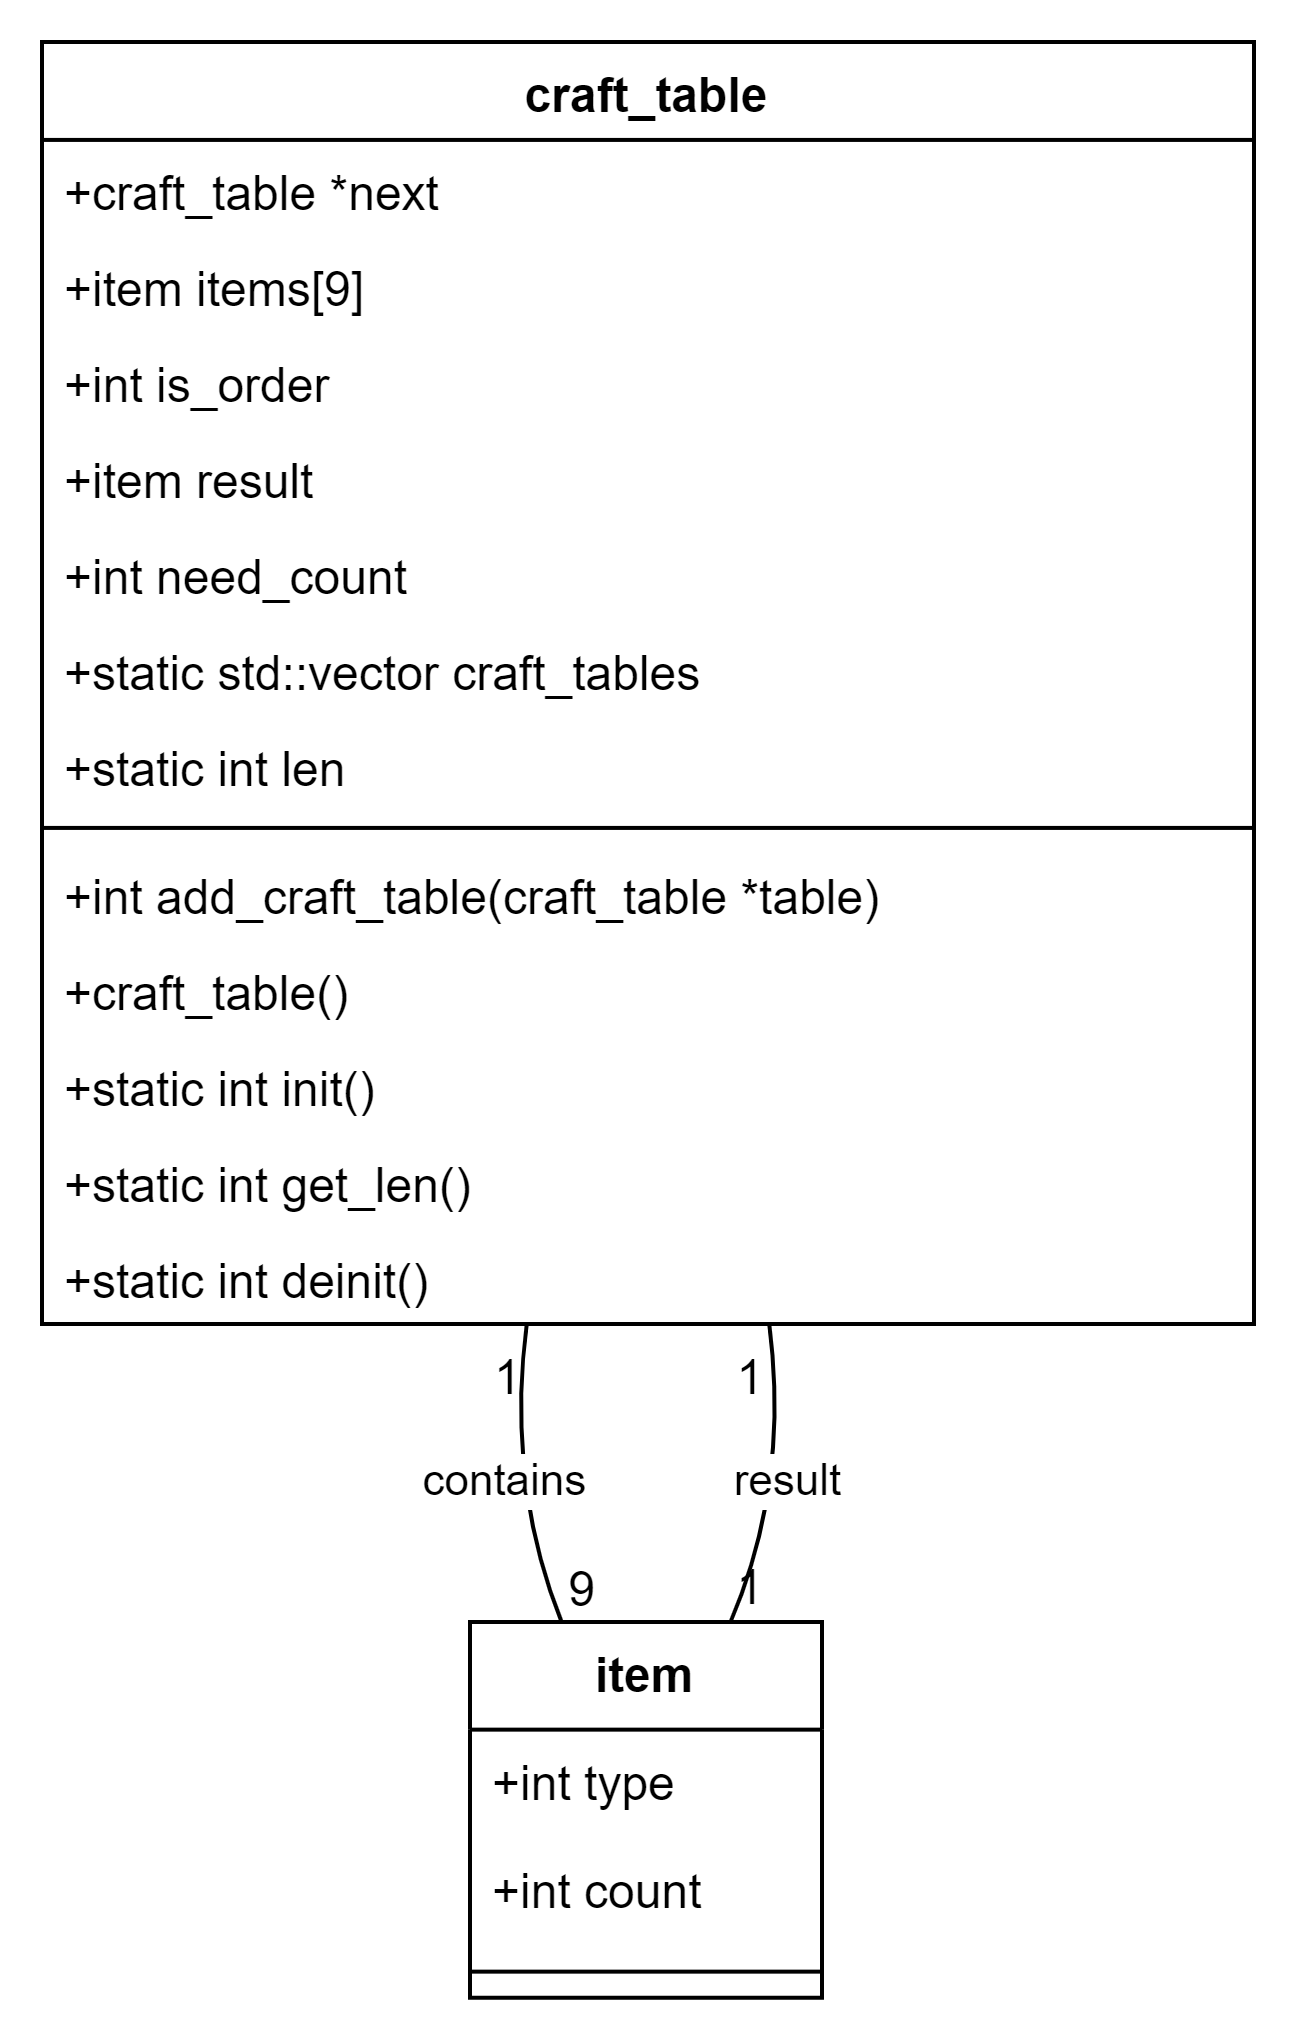 craft_table
+craft_table *next
+item items[9]
+int is_order
+item result
+int need_count
+static std::vector craft_tables
+static int len
+int add_craft_table(craft_table *table)
+craft_table()
+static int init()
+static int get_len()
+static int deinit()
1 1
contains result
9 1
item
+int type
+int count